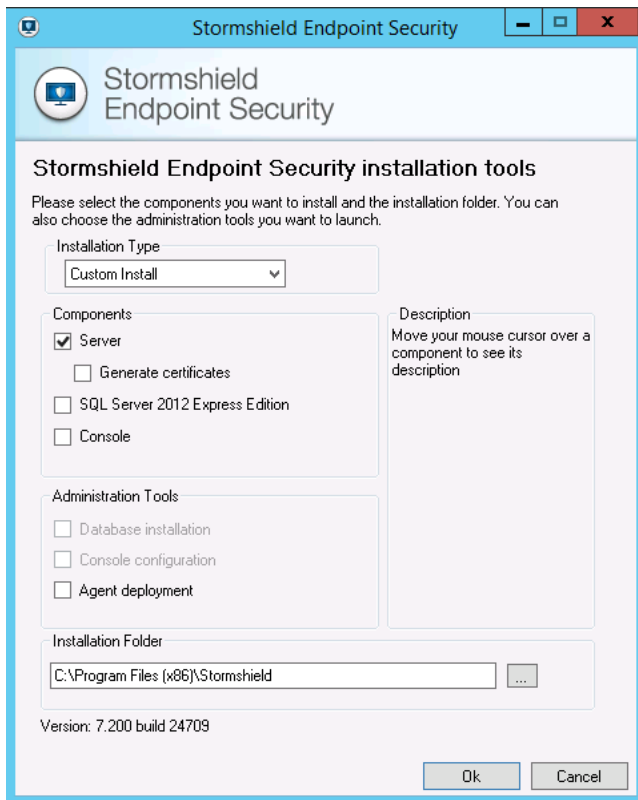 Stormshield Endpoint Security
Stormshield
Endpoint Security
Stormshield Endpoint Security installation tools
Please select the components you want to install and the installation folder. You can
also choose the administration tools you want to launch.
Installation Type
Custom Install
Components
Server
Generate certificates
SQL Server 2012 Express Edition
Console
Description
Move your mouse cursor over a
component to see its
description
Administration Tools
Database installation
Console configuration
Agent deployment
Installation Folder
C:\Program Files (x86)\Stormshield
...
Version: 7.200 build 24709
Ok
Cancel